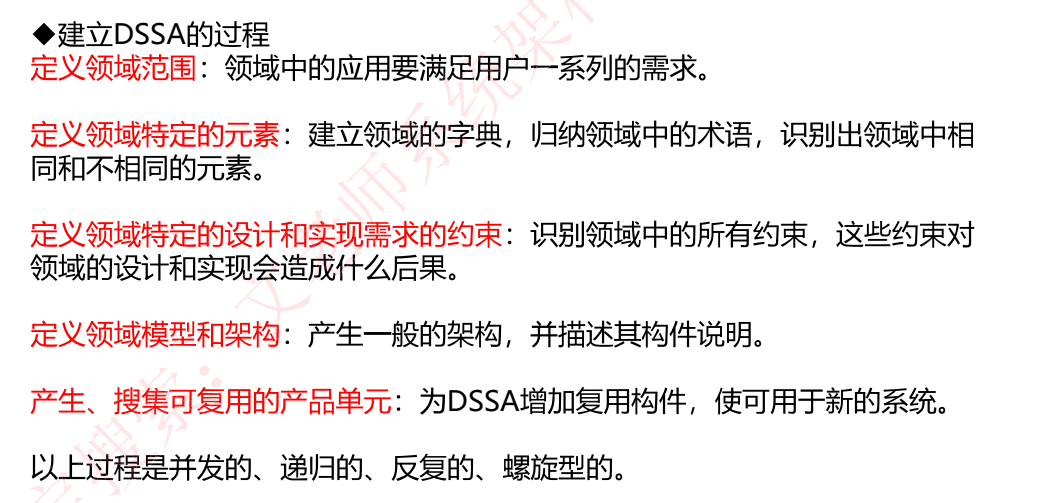 ◆建立DSSA的过程
定义领域范围：领域中的应用要满足用户一系列的需求。
定义领域特定的元素：建立领域的字典，归纳领域中的术语，识别出领域中相
同和不相同的元素。
定义领域特定的设计和实现需求的约束：识别领域中的所有约束，这些约束对
领域的设计和实现会造成什么后果。
定义领域模型和架构：产生一般的架构，并描述其构件说明。
产生、搜集可复用的产品单元：为DSSA增加复用构件，使可用于新的系统。
以上过程是并发的、递归的、反复的、螺旋型的。
搜索：文老师系统架